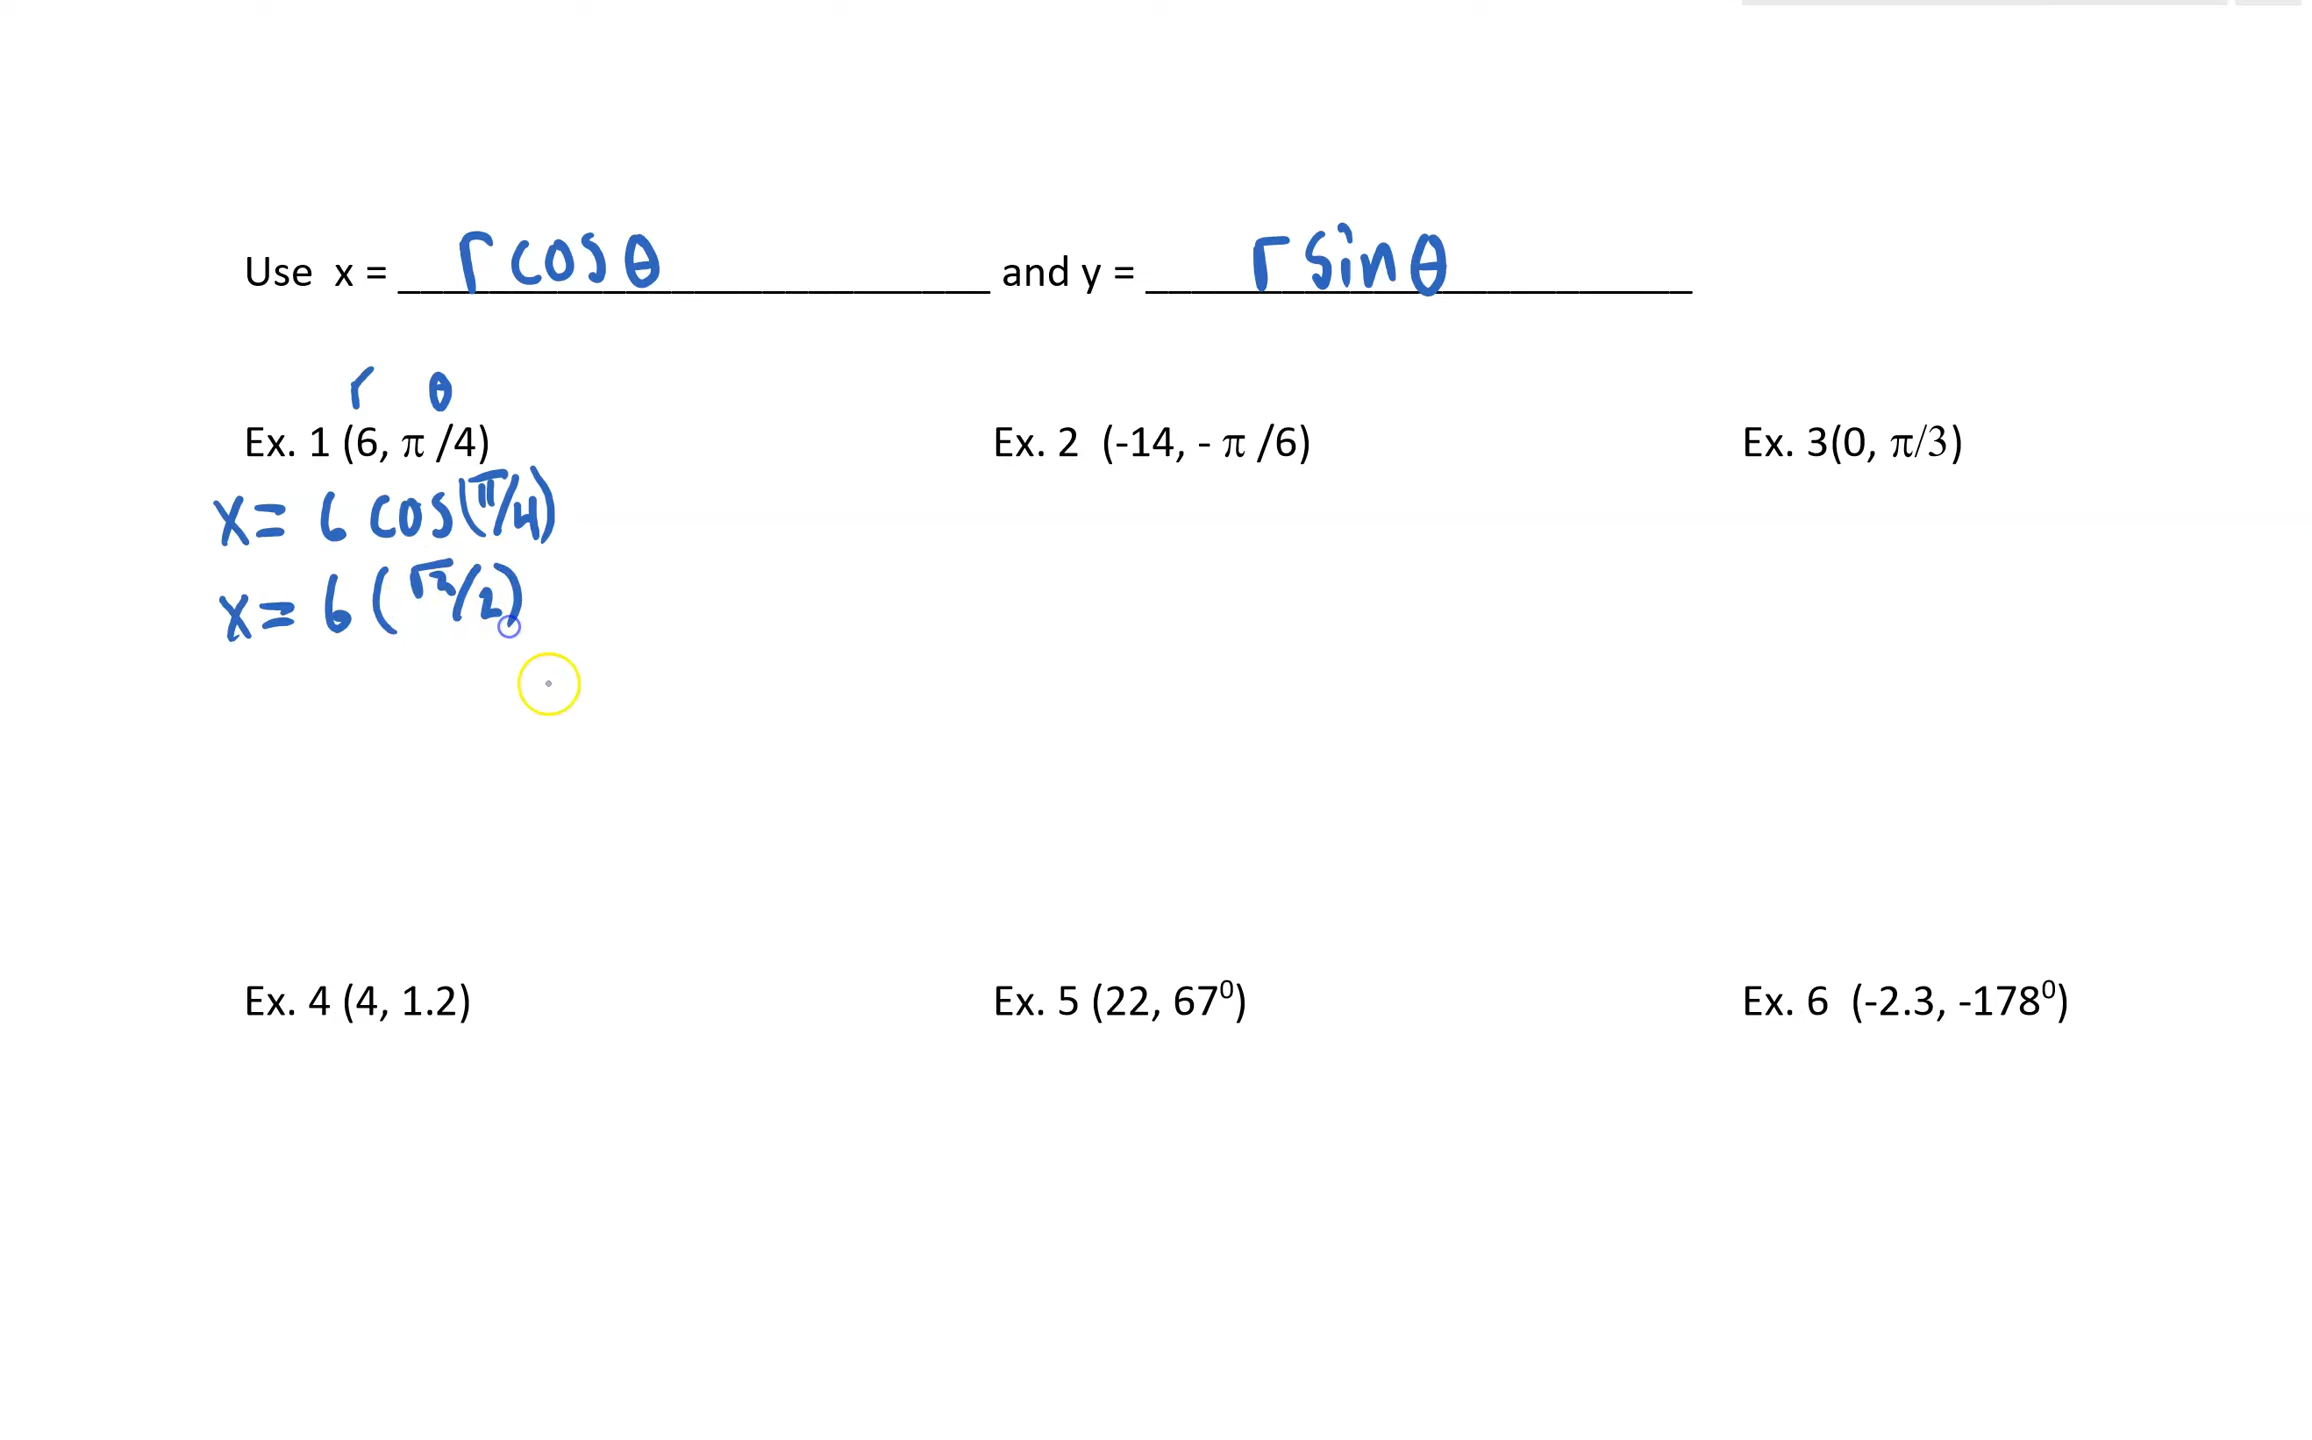 Use x = r cos θ and y = r sin θ
r θ
Ex. 1 (6, π /4) Ex. 2 (-14, - π /6) Ex. 3(0, π/3)
x = 6 cos(π/4)
x = 6 (√2/2)
Ex. 4 (4, 1.2) Ex. 5 (22, 67⁰) Ex. 6 (-2.3, -178⁰)